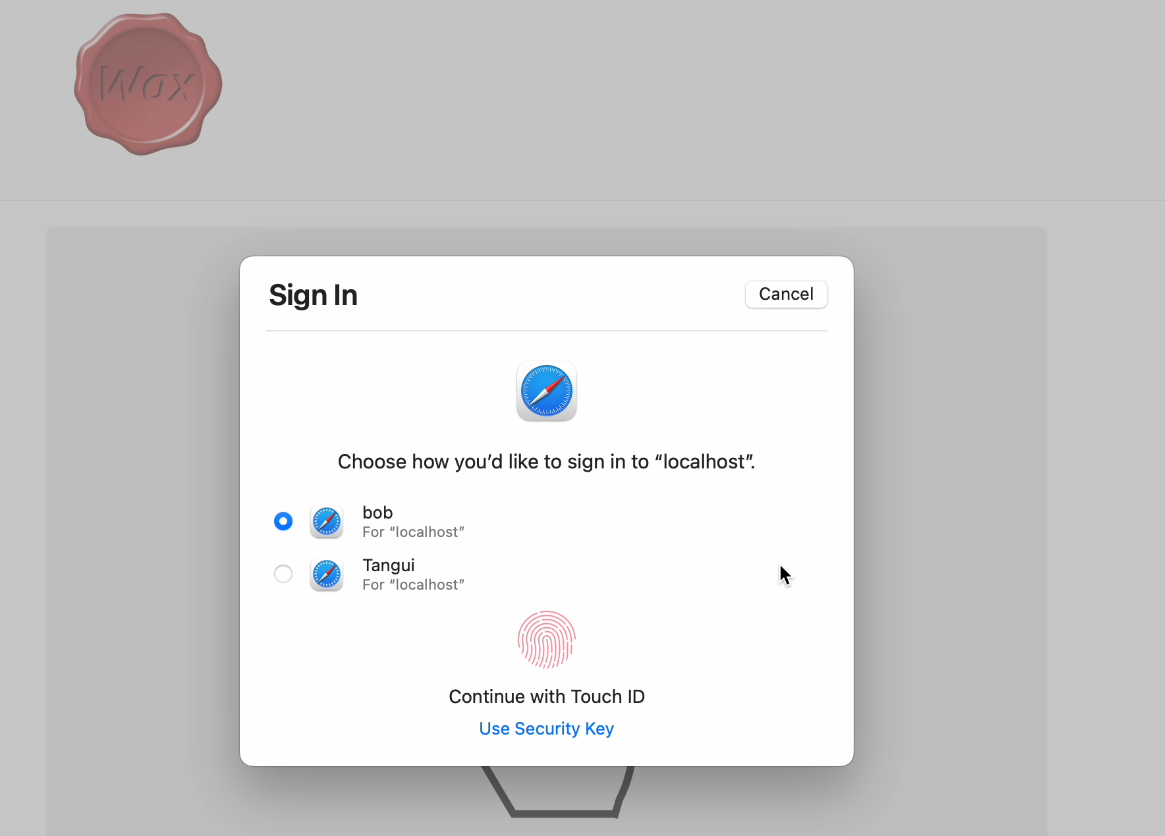 Wax
Sign In
Cancel
Choose how you’d like to sign in to “localhost”.
bob
For “localhost”
Tangui
For “localhost”
Continue with Touch ID
Use Security Key